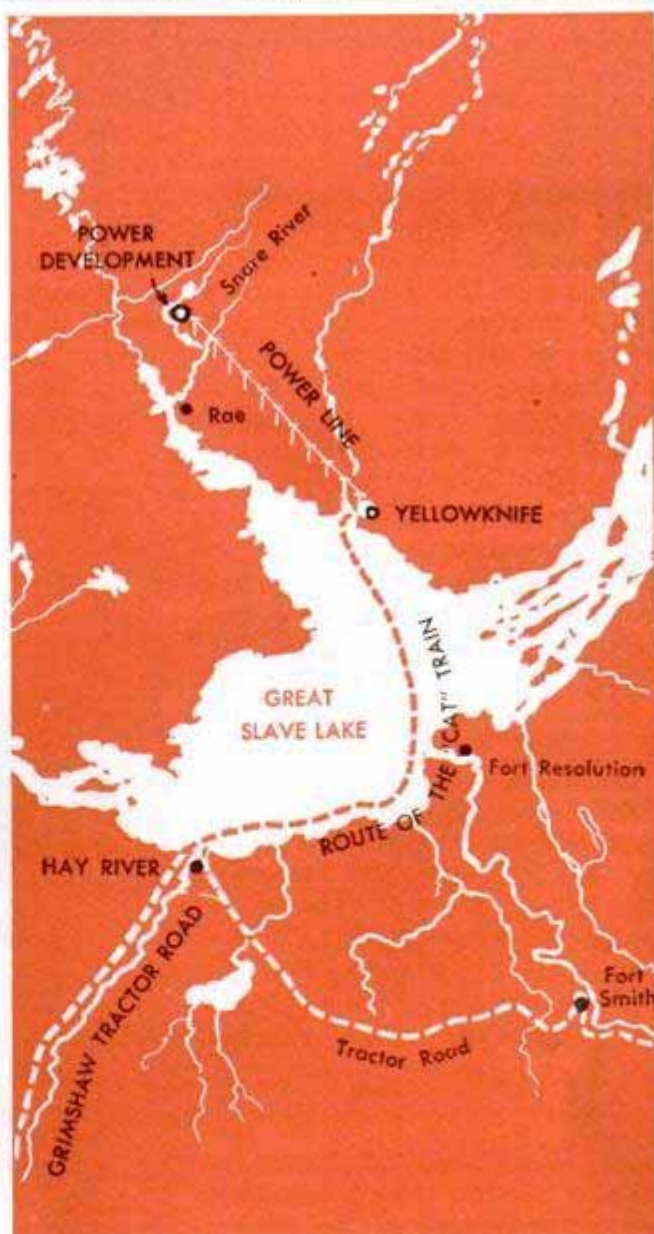 POWER
DEVELOPMENT
Snare River
POWER LINE
Rae
YELLOWKNIFE
GREAT
SLAVE LAKE
ROUTE OF THE "CAT" TRAIN
Fort Resolution
HAY RIVER
GRIMSHAW TRACTOR ROAD
Tractor Road
Fort
Smith